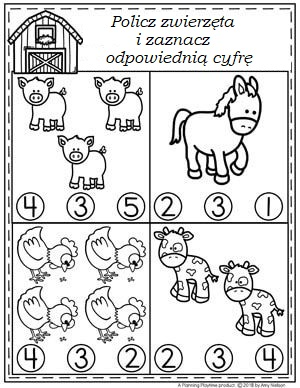 Policz zwierzęta
i zaznacz
odpowiednią cyfrę
4 3 5 2 3 1
4 3 2 2 3 4
A Planning Playtime product. © 2018 by Amy Nielson